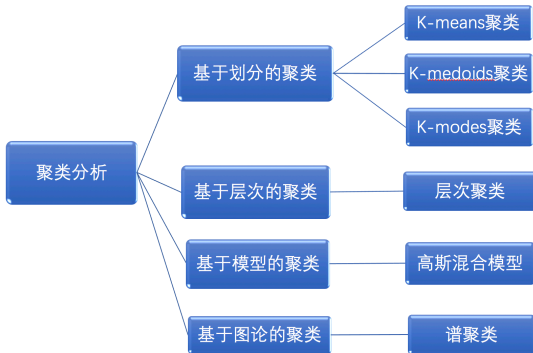 聚类分析
基于划分的聚类
K-means聚类
K-medoids聚类
K-modes聚类
基于层次的聚类
层次聚类
基于模型的聚类
高斯混合模型
基于图论的聚类
谱聚类